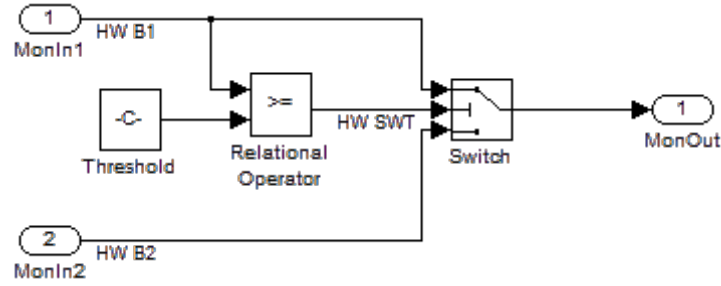 1
HW B1
MonIn1
-C-
Threshold
>=
Relational
Operator
HW SWT
Switch
1
MonOut
2
HW B2
MonIn2